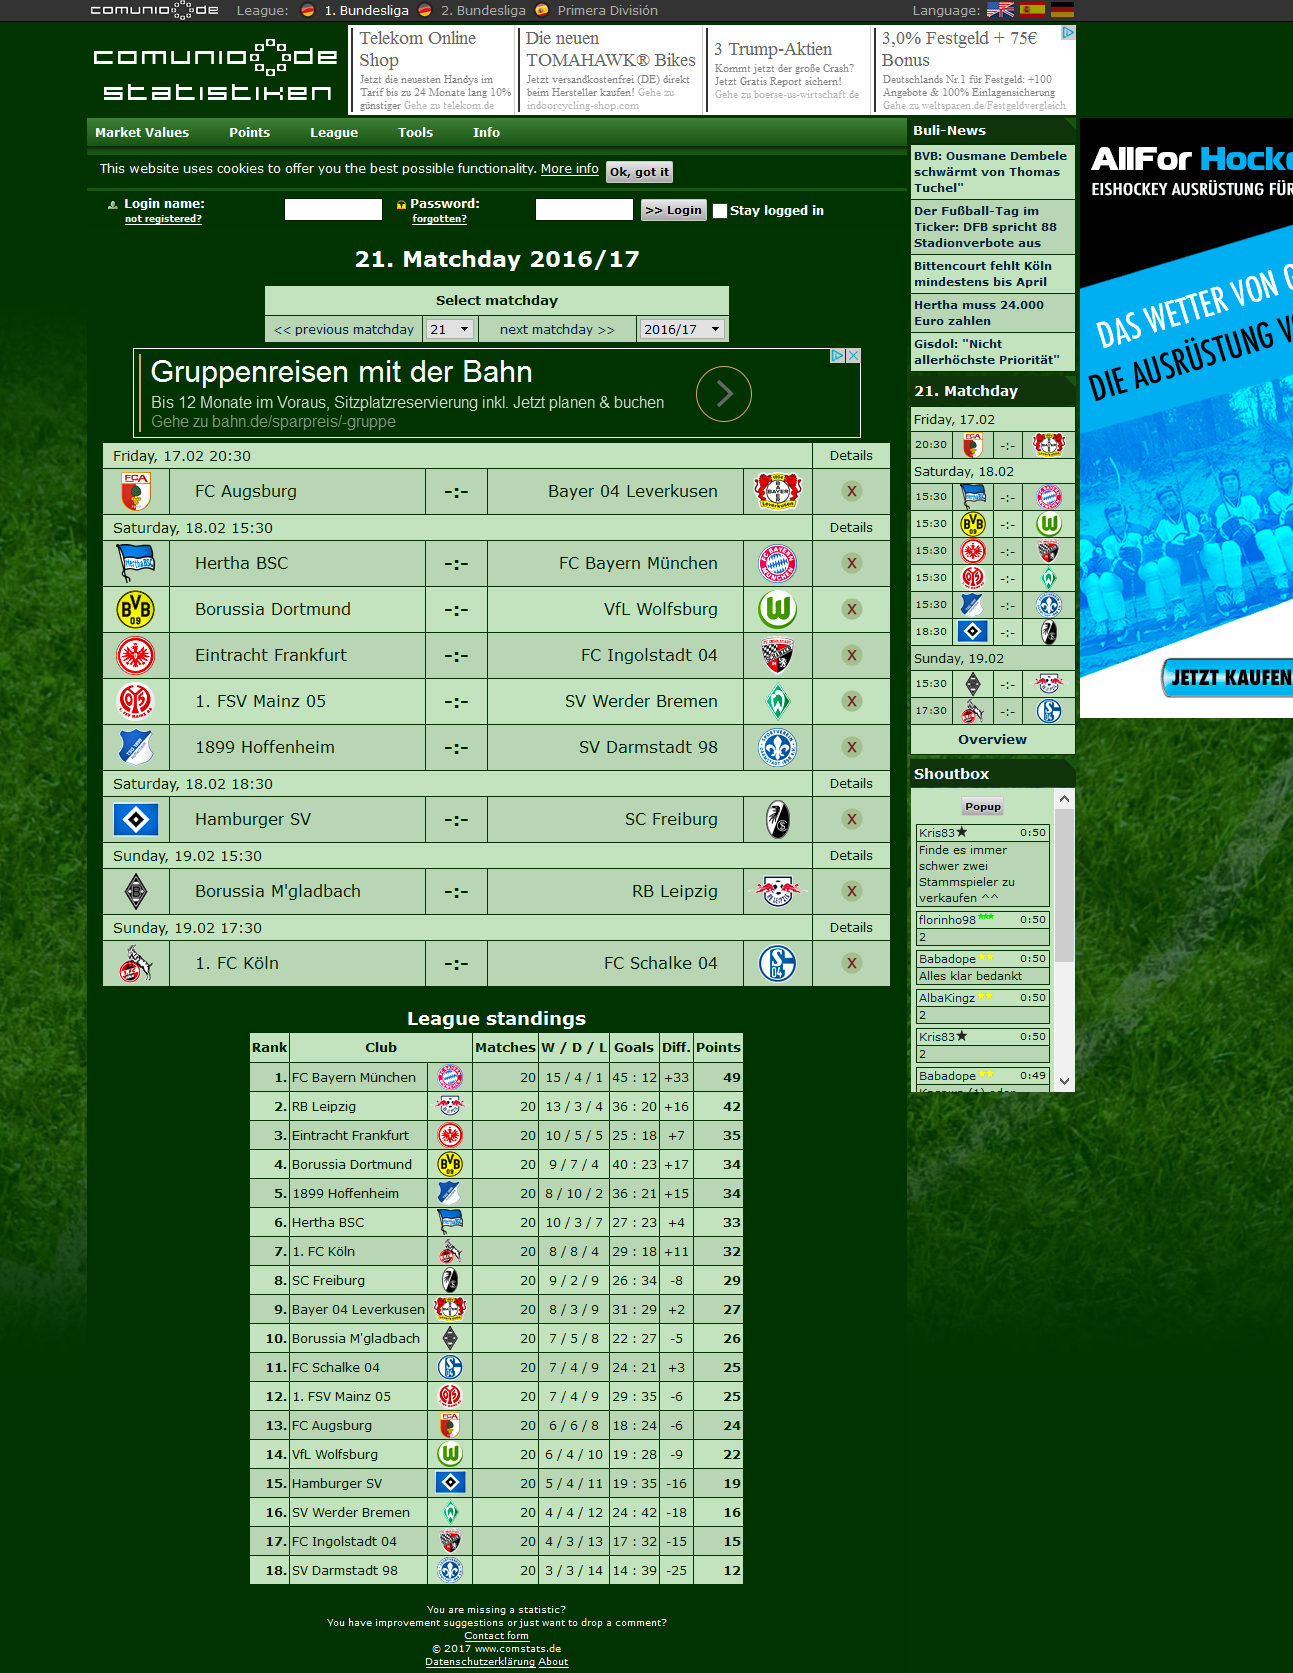 comunio de League: 1. Bundesliga 2. Bundesliga Primera División Language:
comunio de
statistiken
Telekom Online Shop
Jetzt die neuesten Handys im
Tarif bis zu 24 Monate lang 10%
günstiger Gehe zu telekom.de
Die neuen
TOMAHAWK® Bikes
Jetzt versandkostenfrei (DE) direkt
beim Hersteller kaufen! Gehe zu
indoorcycling-shop.com
3 Trump-Aktien
Kommt jetzt der große Crash?
Jetzt Gratis Report sichern!
Gehe zu boerse-us-wirtschaft.de
3,0% Festgeld + 75€
Bonus
Deutschlands Nr.1 für Festgeld: +100
Angebote & 100% Einlagensicherung
Gehe zu weltsparen.de/Festgeldvergleich
Market Values Points League Tools Info
This website uses cookies to offer you the best possible functionality. More info Ok, got it
Login name: Password: >> Login Stay logged in
not registered? forgotten?
21. Matchday 2016/17
Select matchday
<< previous matchday 21 next matchday >> 2016/17
Gruppenreisen mit der Bahn
Bis 12 Monate im Voraus, Sitzplatzreservierung inkl. Jetzt planen & buchen
Gehe zu bahn.de/sparpreis/-gruppe
Friday, 17.02 20:30 Details
FC Augsburg -:- Bayer 04 Leverkusen X
Saturday, 18.02 15:30 Details
Hertha BSC -:- FC Bayern München X
Borussia Dortmund -:- VfL Wolfsburg X
Eintracht Frankfurt -:- FC Ingolstadt 04 X
1. FSV Mainz 05 -:- SV Werder Bremen X
1899 Hoffenheim -:- SV Darmstadt 98 X
Saturday, 18.02 18:30 Details
Hamburger SV -:- SC Freiburg X
Sunday, 19.02 15:30 Details
Borussia M'gladbach -:- RB Leipzig X
Sunday, 19.02 17:30 Details
1. FC Köln -:- FC Schalke 04 X
League standings
Rank Club Matches W / D / L Goals Diff. Points
1. FC Bayern München 20 15 / 4 / 1 45 : 12 +33 49
2. RB Leipzig 20 13 / 3 / 4 36 : 20 +16 42
3. Eintracht Frankfurt 20 10 / 5 / 5 25 : 18 +7 35
4. Borussia Dortmund 20 9 / 7 / 4 40 : 23 +17 34
5. 1899 Hoffenheim 20 8 / 10 / 2 36 : 21 +15 34
6. Hertha BSC 20 10 / 3 / 7 27 : 23 +4 33
7. 1. FC Köln 20 8 / 8 / 4 29 : 18 +11 32
8. SC Freiburg 20 9 / 2 / 9 26 : 34 -8 29
9. Bayer 04 Leverkusen 20 8 / 3 / 9 31 : 29 +2 27
10. Borussia M'gladbach 20 7 / 5 / 8 22 : 27 -5 26
11. FC Schalke 04 20 7 / 4 / 9 24 : 21 +3 25
12. 1. FSV Mainz 05 20 7 / 4 / 9 29 : 35 -6 25
13. FC Augsburg 20 6 / 6 / 8 18 : 24 -6 24
14. VfL Wolfsburg 20 6 / 4 / 10 19 : 28 -9 22
15. Hamburger SV 20 5 / 4 / 11 19 : 35 -16 19
16. SV Werder Bremen 20 4 / 4 / 12 24 : 42 -18 16
17. FC Ingolstadt 04 20 4 / 3 / 13 17 : 32 -15 15
18. SV Darmstadt 98 20 3 / 3 / 14 14 : 39 -25 12
You are missing a statistic?
You have improvement suggestions or just want to drop a comment?
Contact form
© 2017 www.comstats.de
Datenschutzerklärung About
Buli-News
BVB: Ousmane Dembele
schwärmt von Thomas
Tuchel"
Der Fußball-Tag im
Ticker: DFB spricht 88
Stadionverbote aus
Bittencourt fehlt Köln
mindestens bis April
Hertha muss 24.000
Euro zahlen
Gisdol: "Nicht
allerhöchste Priorität"
21. Matchday
Friday, 17.02
20:30 -:-
Saturday, 18.02
15:30 -:-
15:30 -:-
15:30 -:-
15:30 -:-
15:30 -:-
18:30 -:-
Sunday, 19.02
15:30 -:-
17:30 -:-
Overview
Shoutbox
Popup
Kris83 0:50
Finde es immer
schwer zwei
Stammspieler zu
verkaufen ^^
florinho98 0:50
2
Babadope 0:50
Alles klar bedankt
AlbaKingz 0:50
2
Kris83 0:50
2
Babadope 0:49
AllFor Hocke
EISHOCKEY AUSRÜSTUNG FÜR
DAS WETTER VON G
DIE AUSRÜSTUNG V
JETZT KAUFEN